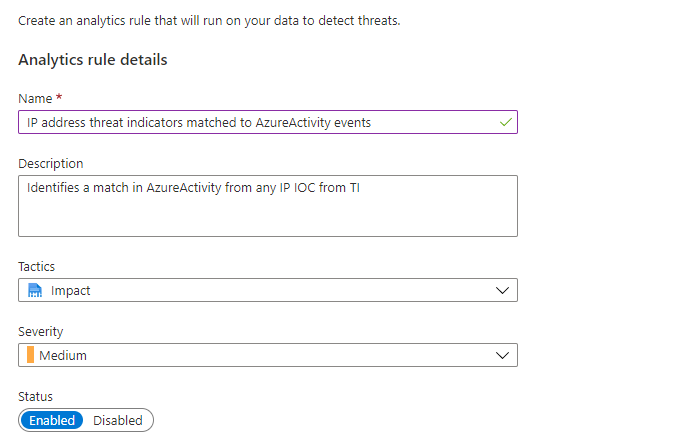 Create an analytics rule that will run on your data to detect threats.
Analytics rule details
Name *
IP address threat indicators matched to AzureActivity events
Description
Identifies a match in AzureActivity from any IP IOC from TI
Tactics
Impact
Severity
Medium
Status
Enabled Disabled